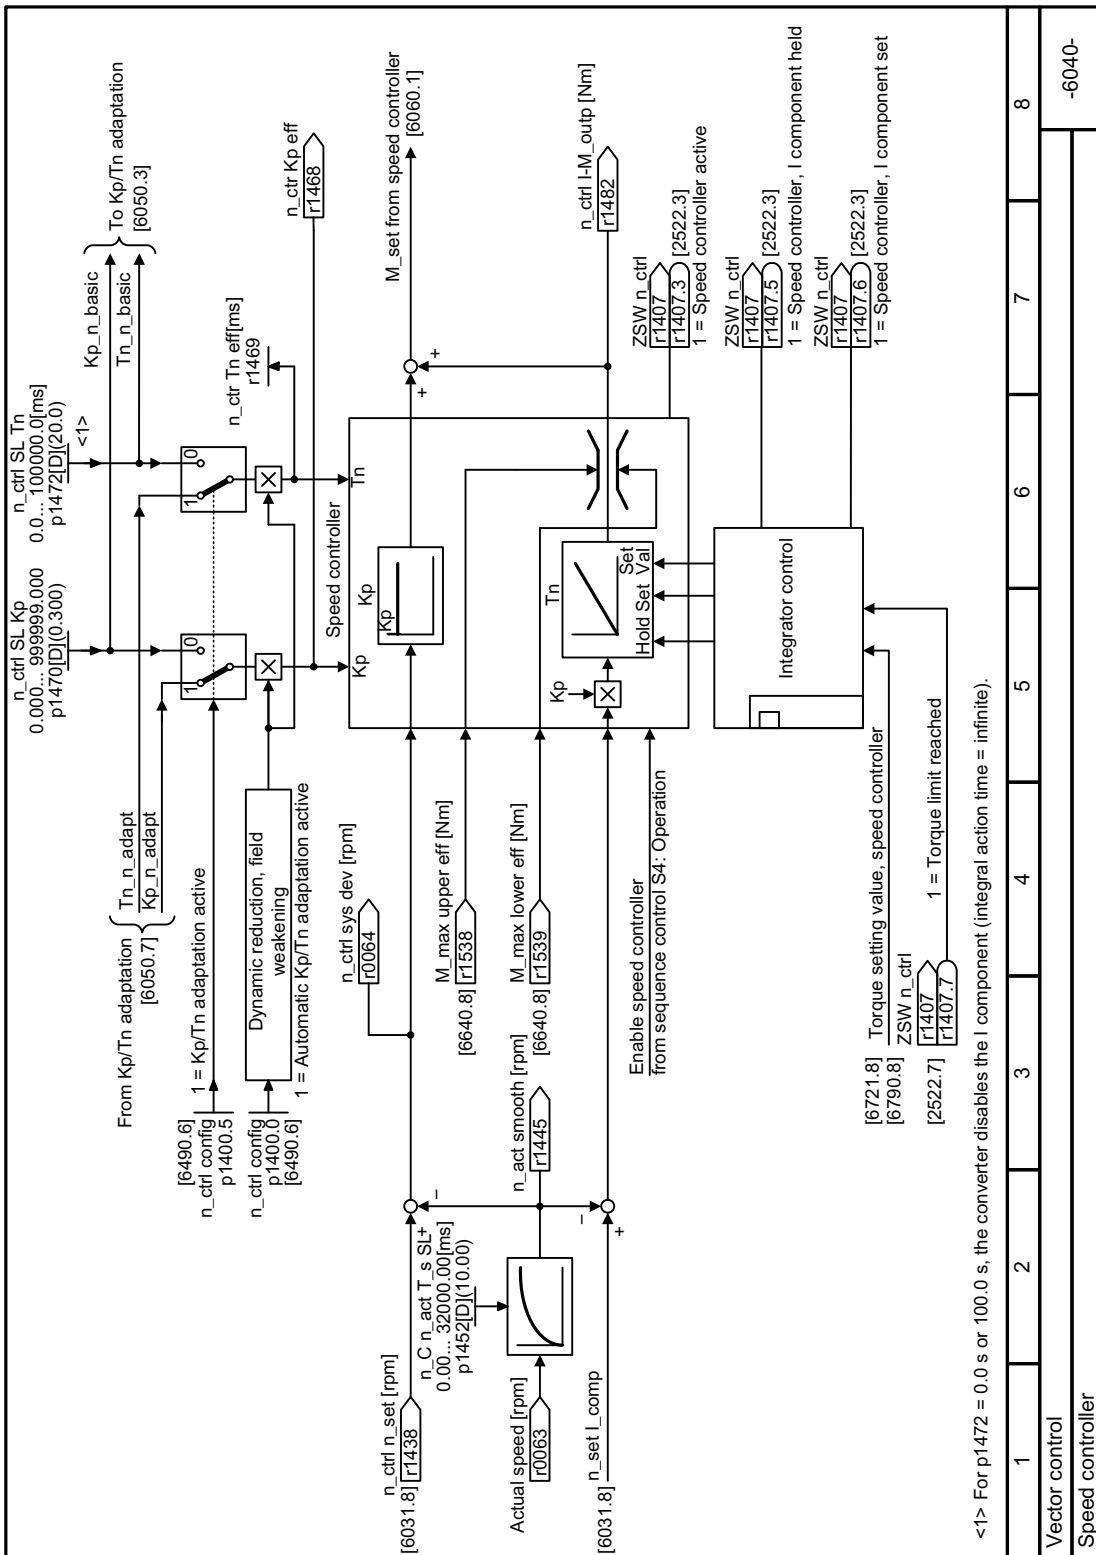 n_ctrl SL Kp
0.000... 999999.000
p1470[D](0.300)
n_ctrl SL Tn
0.0... 100000.0[ms]
p1472[D](20.0)
<1>
Kp_n_basic
Tn_n_basic
To Kp/Tn adaptation
[6050.3]
From Kp/Tn adaptation
[6050.7]
Tn_n_adapt
Kp_n_adapt
[6490.6]
n_ctrl config
p1400.5
1 = Kp/Tn adaptation active
n_ctrl config
p1400.0
[6490.6]
Dynamic reduction, field
weakening
1 = Automatic Kp/Tn adaptation active
1
0
1
0
n_ctr Tn eff[ms]
r1469
n_ctr Kp eff
r1468
Speed controller
Kp
Tn
n_ctrl n_set [rpm]
[6031.8]
r1438
n_ctrl sys dev [rpm]
r0064
Kp
Kp
+
+
M_set from speed controller
[6060.1]
n_C n_act T_s SL
0.00... 32000.00[ms]
p1452[D](10.00)
+
–
Actual speed [rpm]
r0063
n_act smooth [rpm]
r1445
–
+
[6031.8] n_set I_comp
M_max upper eff [Nm]
[6640.8]
r1538
M_max lower eff [Nm]
[6640.8]
r1539
Kp
Tn
Hold
Set
Set
Val
n_ctrl I-M_outp [Nm]
r1482
Enable speed controller
from sequence control S4: Operation
ZSW n_ctrl
r1407
r1407.3
[2522.3]
1 = Speed controller active
Integrator control
ZSW n_ctrl
r1407
r1407.5
[2522.3]
1 = Speed controller, I component held
ZSW n_ctrl
r1407
r1407.6
[2522.3]
1 = Speed controller, I component set
[6721.8]
[6790.8]
Torque setting value, speed controller
ZSW n_ctrl
r1407
[2522.7]
r1407.7
1 = Torque limit reached
<1> For p1472 = 0.0 s or 100.0 s, the converter disables the I component (integral action time = infinite).
1
2
3
4
5
6
7
8
Vector control
Speed controller
-6040-